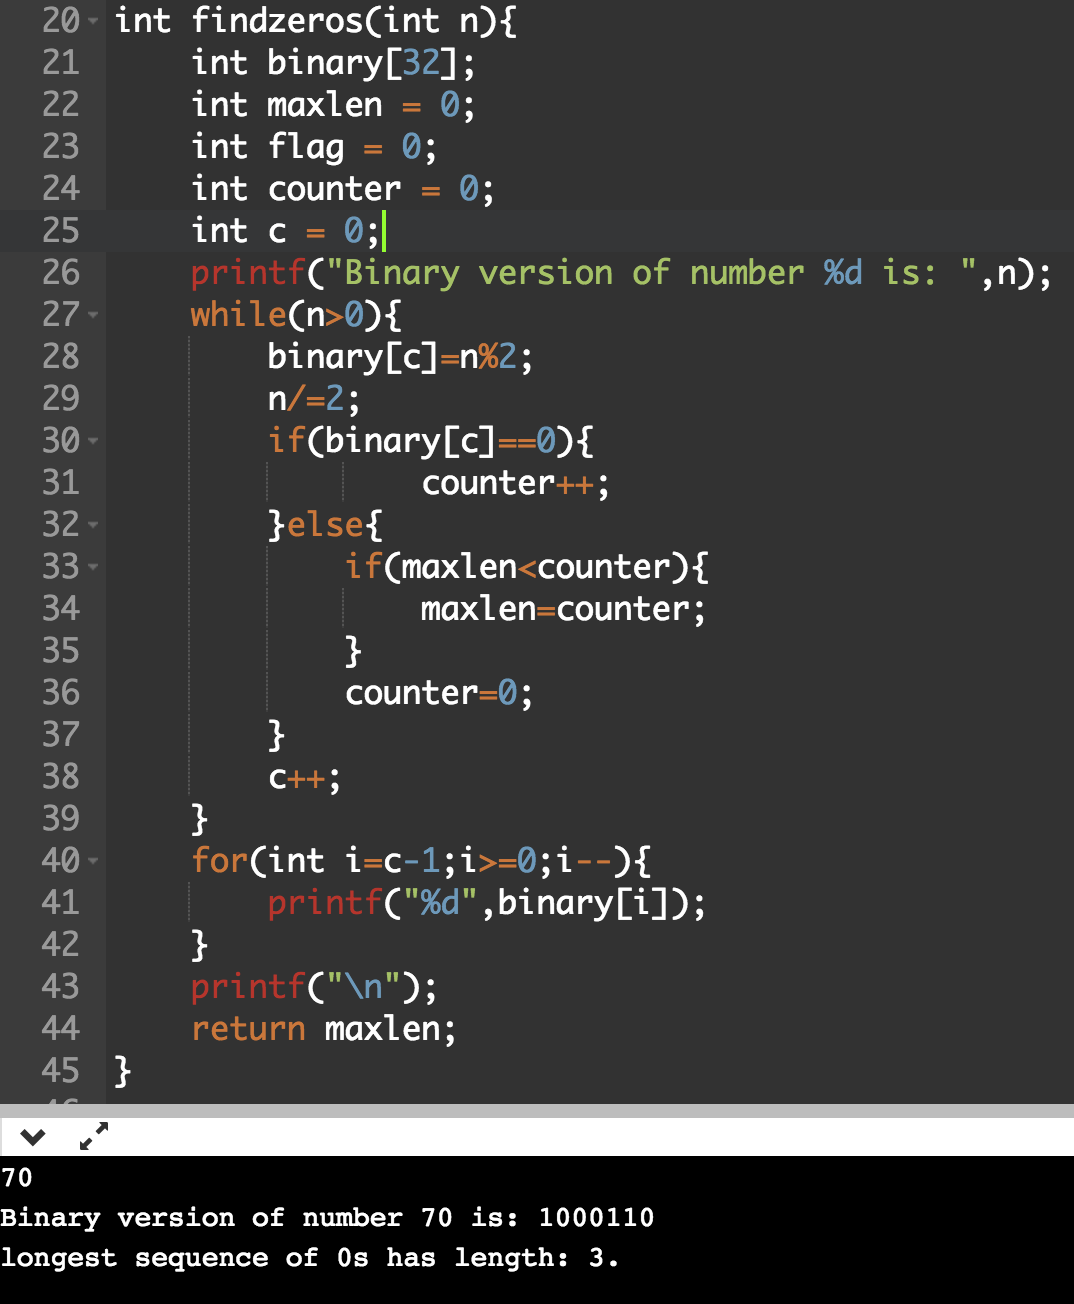 20 int findzeros(int n){
21     int binary[32];
22     int maxlen = 0;
23     int flag = 0;
24     int counter = 0;
25     int c = 0;
26     printf("Binary version of number %d is: ",n);
27     while(n>0){
28         binary[c]=n%2;
29         n/=2;
30         if(binary[c]==0){
31                 counter++;
32         }else{
33             if(maxlen<counter){
34                 maxlen=counter;
35             }
36             counter=0;
37         }
38         c++;
39     }
40     for(int i=c-1;i>=0;i--){
41         printf("%d",binary[i]);
42     }
43     printf("\n");
44     return maxlen;
45 }
70
Binary version of number 70 is: 1000110
longest sequence of 0s has length: 3.